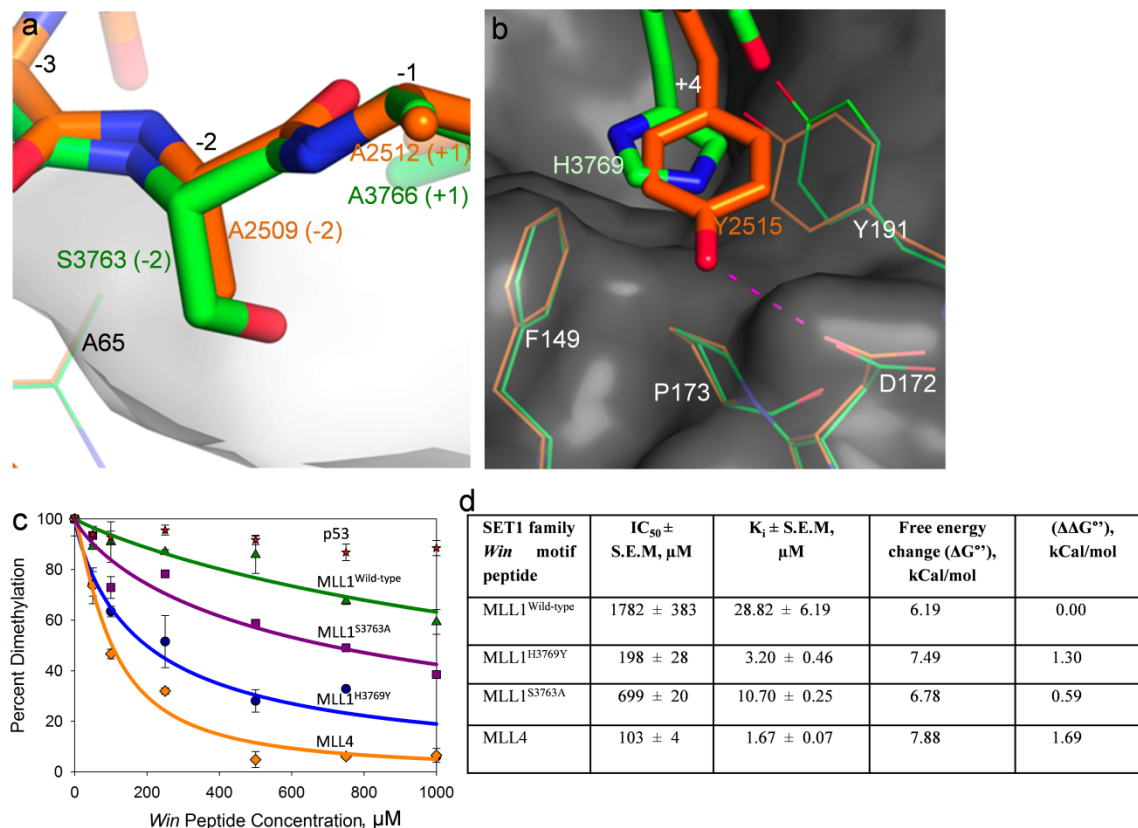 a
-3
-2
-1
A2512 (+1)
A3766 (+1)
A2509 (-2)
S3763 (-2)
A65
b
+4
H3769
Y2515
Y191
F149
P173
D172
c
100
80
60
40
20
0
Percent Dimethylation
p53
MLL1Wild-type
MLL1S3763A
MLL1H3769Y
MLL4
0 200 400 600 800 1000
Win Peptide Concentration, µM
d
SET1 family Win motif peptide
IC50 ± S.E.M, µM
Ki ± S.E.M, µM
Free energy change (ΔG°’), kCal/mol
(ΔΔG°’), kCal/mol
MLL1Wild-type 1782 ± 383 28.82 ± 6.19 6.19 0.00
MLL1H3769Y 198 ± 28 3.20 ± 0.46 7.49 1.30
MLL1S3763A 699 ± 20 10.70 ± 0.25 6.78 0.59
MLL4 103 ± 4 1.67 ± 0.07 7.88 1.69